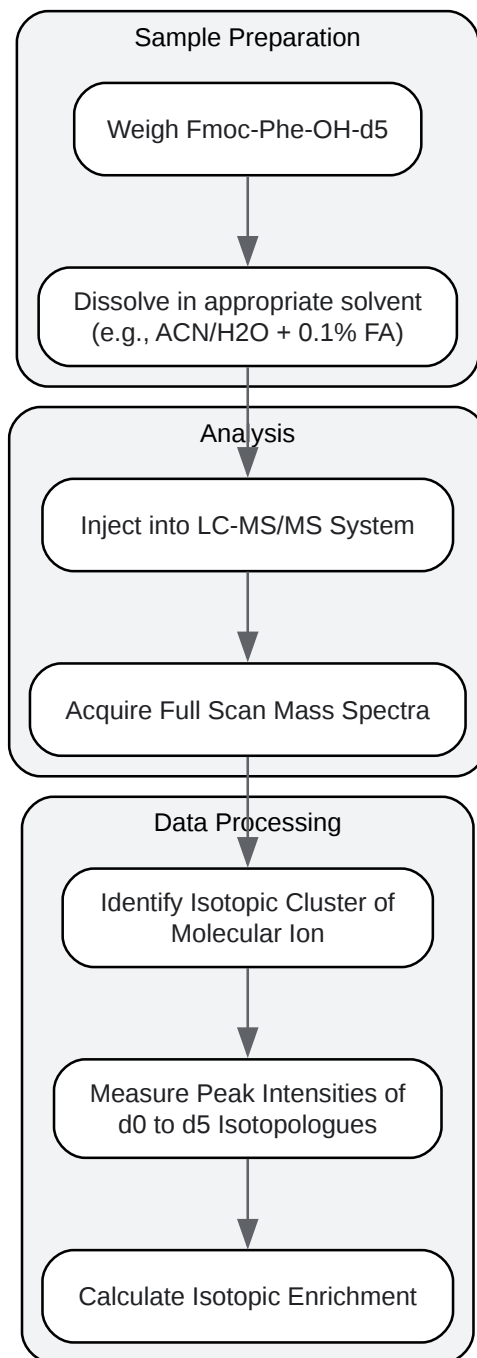 Sample Preparation
Weigh Fmoc-Phe-OH-d5
Dissolve in appropriate solvent
(e.g., ACN/H2O + 0.1% FA)
Analysis
Inject into LC-MS/MS System
Acquire Full Scan Mass Spectra
Data Processing
Identify Isotopic Cluster of
Molecular Ion
Measure Peak Intensities of
d0 to d5 Isotopologues
Calculate Isotopic Enrichment